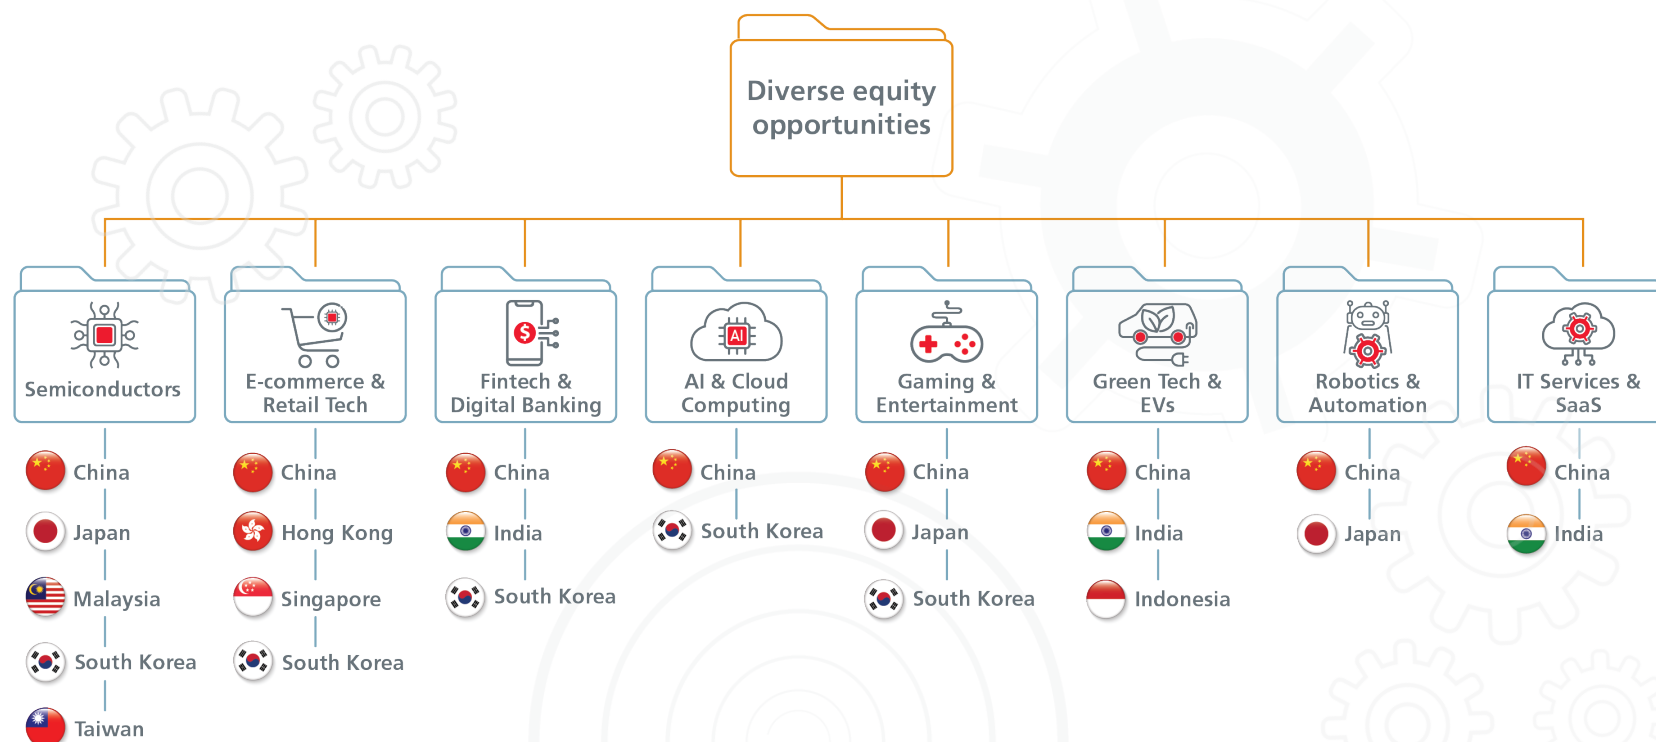 Diverse equity
opportunities
Semiconductors
China
Japan
Malaysia
South Korea
Taiwan
E-commerce &
Retail Tech
China
Hong Kong
Singapore
South Korea
$
Fintech &
Digital Banking
China
India
South Korea
AI
AI & Cloud
Computing
China
South Korea
Gaming &
Entertainment
China
Japan
South Korea
Green Tech &
EVs
China
India
Indonesia
Robotics &
Automation
China
Japan
IT Services &
SaaS
China
India